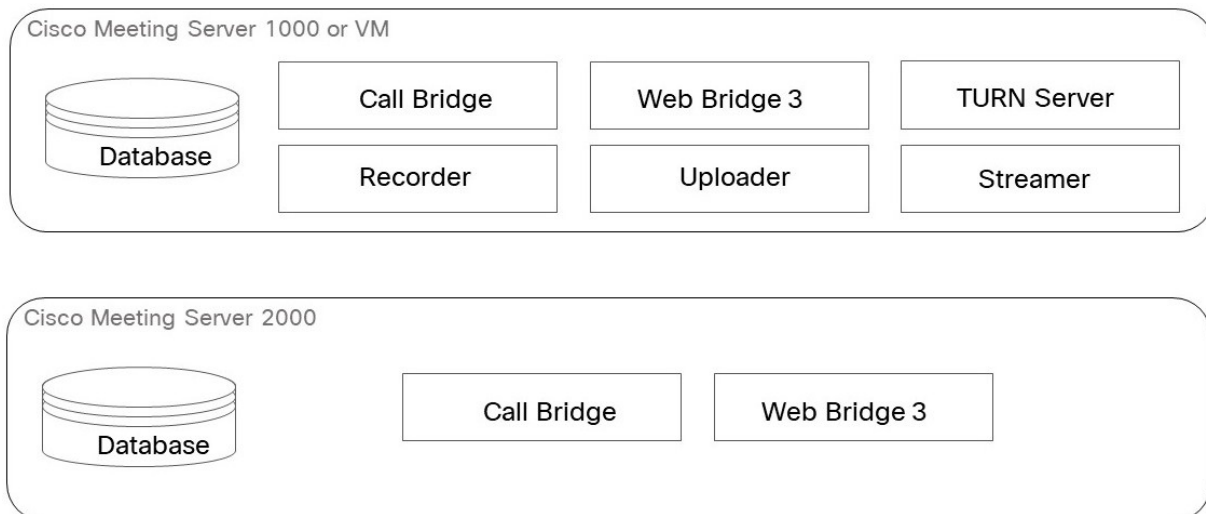 Cisco Meeting Server 1000 or VM
Call Bridge
Web Bridge 3
TURN Server
Database
Recorder
Uploader
Streamer
Cisco Meeting Server 2000
Call Bridge
Web Bridge 3
Database